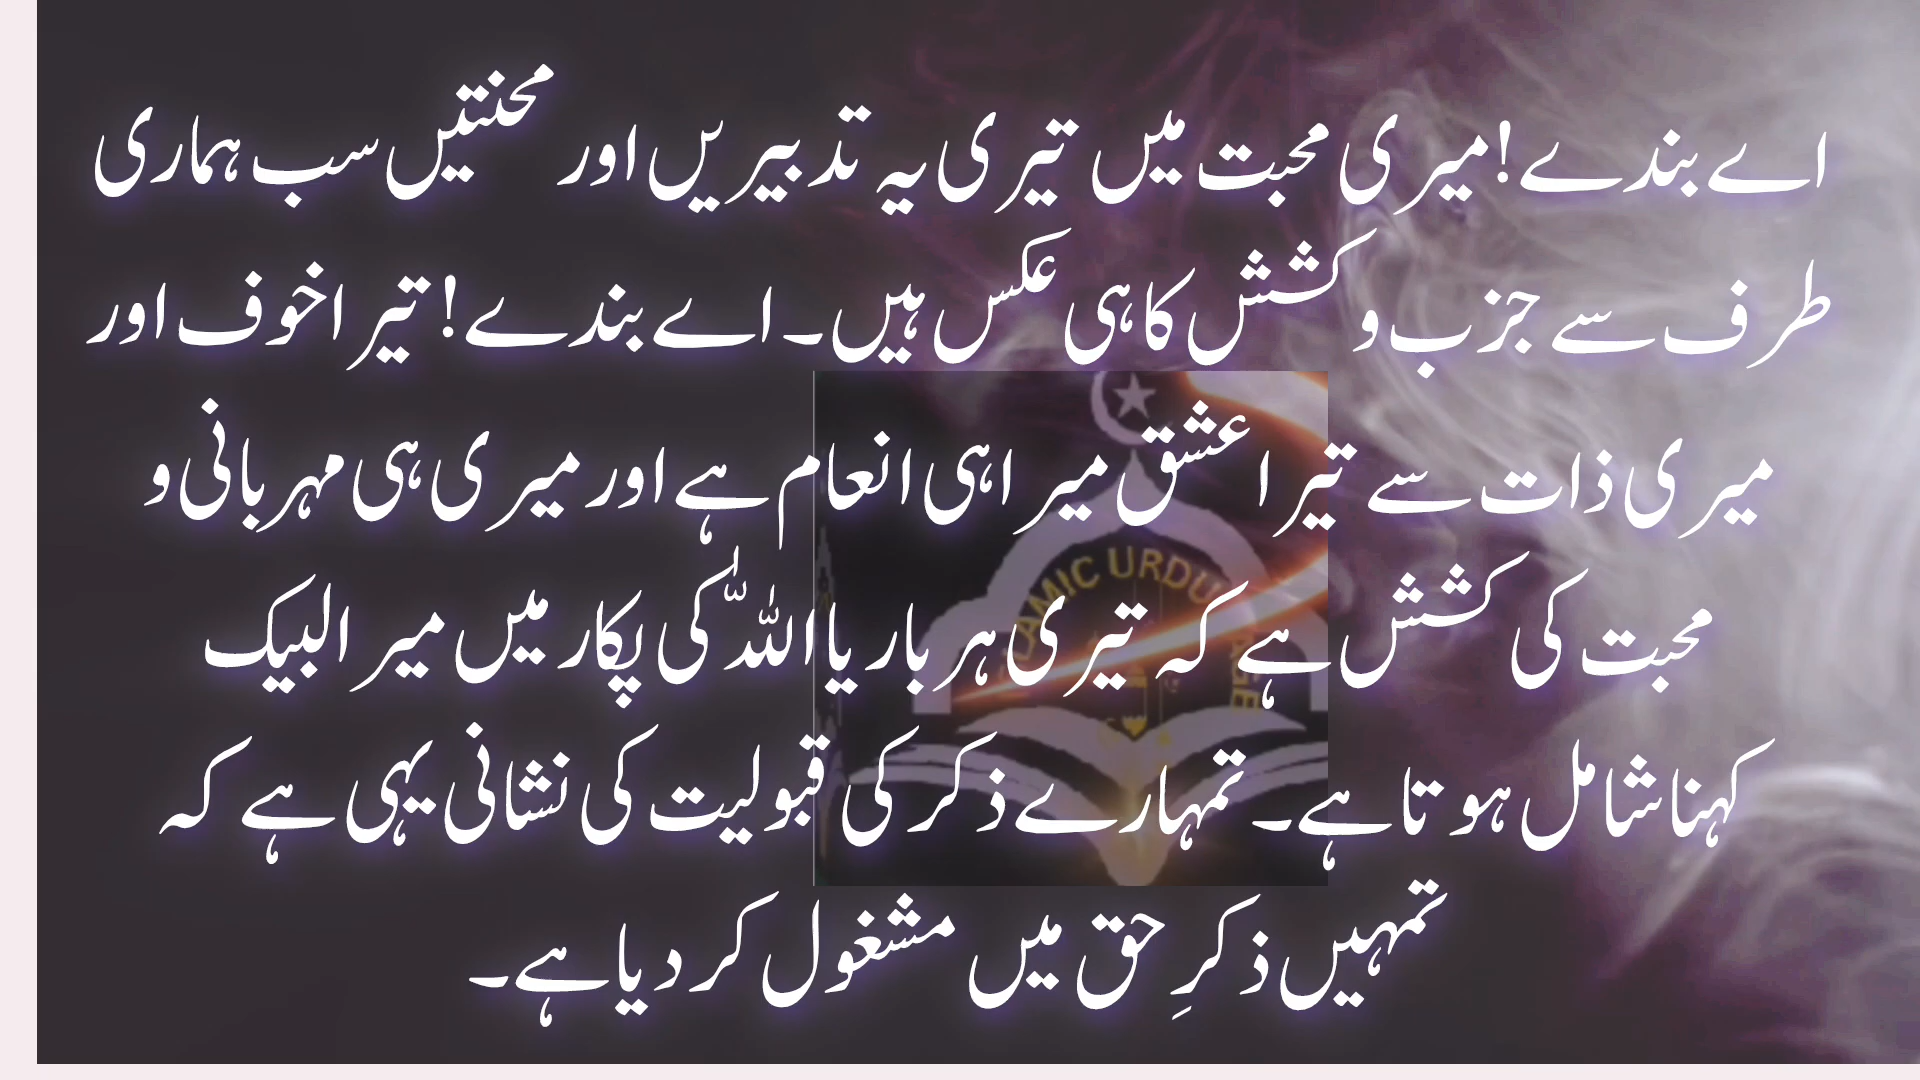 اے بندے! میری محبت میں تیری یہ تدبیریں اور محنتیں سب ہماری
طرف سے جزب و کشش کا ہی عکس ہیں۔ اے بندے! تیرا خوف اور
میری ذات سے تیرا عشق میرا ہی انعام ہے اور میری ہی مہربانی و
محبت کی کشش ہے کہ تیری ہر بار یا اللہ کی پکار میں میرا لبیک
کہنا شامل ہوتا ہے۔ تمہارے ذکر کی قبولیت کی نشانی یہی ہے کہ
تمہیں ذکرِ حق میں مشغول کر دیا ہے۔
URDU